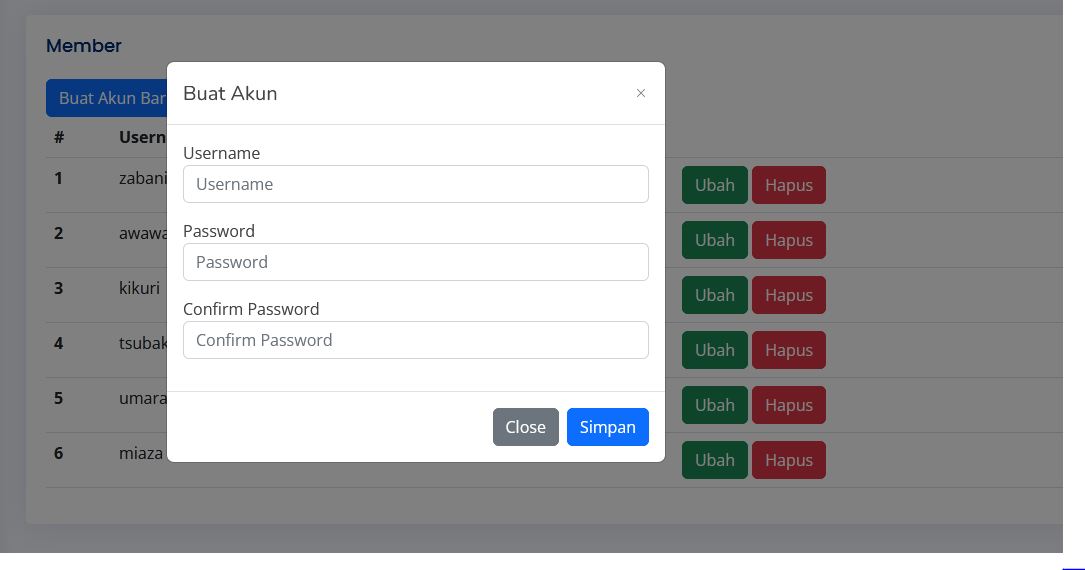 Member
Buat Akun Bar
Buat Akun
×
#
Usern
Username
Username
1
zabani
Ubah
Hapus
Password
2
awawa
Ubah
Hapus
Password
3
kikuri
Ubah
Hapus
Confirm Password
Confirm Password
4
tsubak
Ubah
Hapus
5
umara
Ubah
Hapus
Close
Simpan
6
miaza
Ubah
Hapus